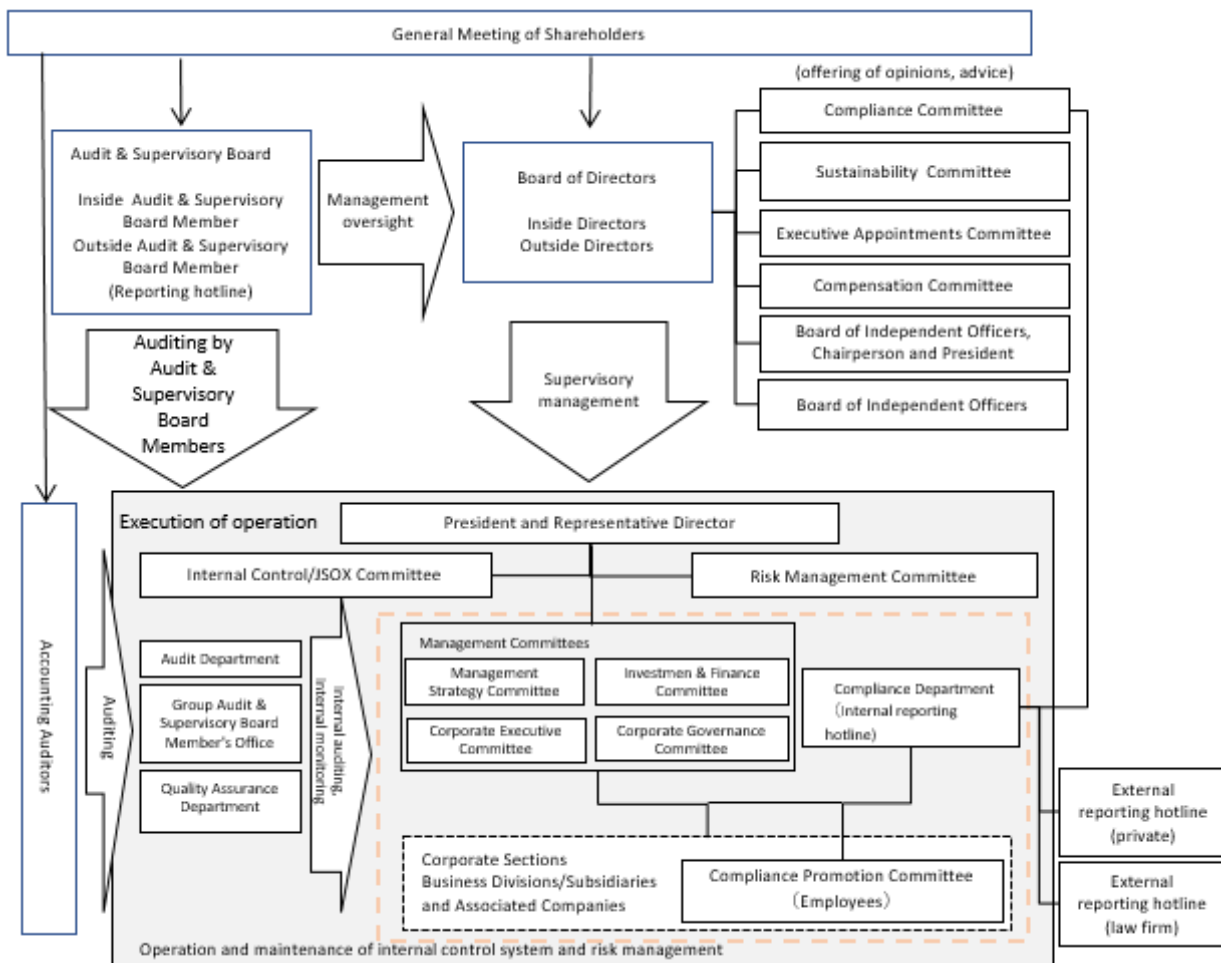 General Meeting of Shareholders
(offering of opinions, advice)
Compliance Committee
Audit & Supervisory Board
Inside Audit & Supervisory
Board Member
Outside Audit & Supervisory
Board Member
(Reporting hotline)
Management
oversight
Board of Directors
Inside Directors
Outside Directors
Sustainability Committee
Executive Appointments Committee
Compensation Committee
Board of Independent Officers,
Chairperson and President
Board of Independent Officers
Auditing by
Audit &
Supervisory
Board
Members
Supervisory
management
Execution of operation
President and Representative Director
Internal Control/JSOX Committee
Risk Management Committee
Accounting Auditors
Auditing
Audit Department
Group Audit &
Supervisory Board
Member's Office
Quality Assurance
Department
Internal auditing,
Internal monitoring
Management Committees
Management
Strategy Committee
Investmen & Finance
Committee
Corporate Executive
Committee
Corporate Governance
Committee
Compliance Department
(Internal reporting
hotline)
Corporate Sections
Business Divisions/Subsidiaries
and Associated Companies
Compliance Promotion Committee
(Employees)
External
reporting hotline
(private)
External
reporting hotline
(law firm)
Operation and maintenance of internal control system and risk management